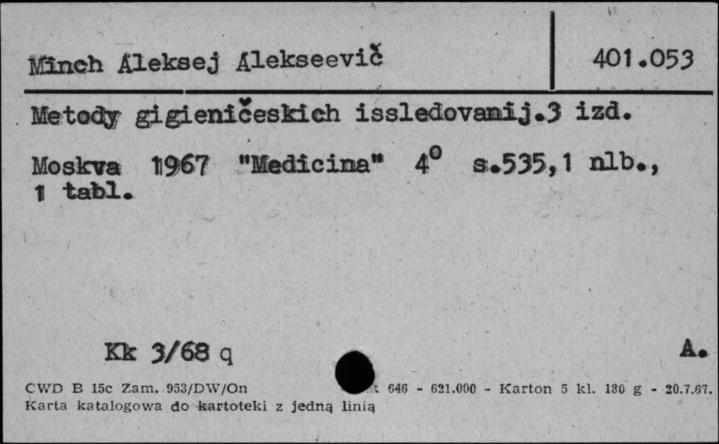 Minch Aleksej Alekseevič
401.053
Metody gigieničeskich issledovanij.3 izd.
Moskva 1967 "Medicina" 4° s.535,1 nlb.,
1 tabl.
Kk 3/68 q
A.
CWD B 15c Zam. 953/DW/On 646 - 621.000 - Karton 5 kl. 180 g - 20.7.67.
Karta katalogowa do kartoteki z jedną linią